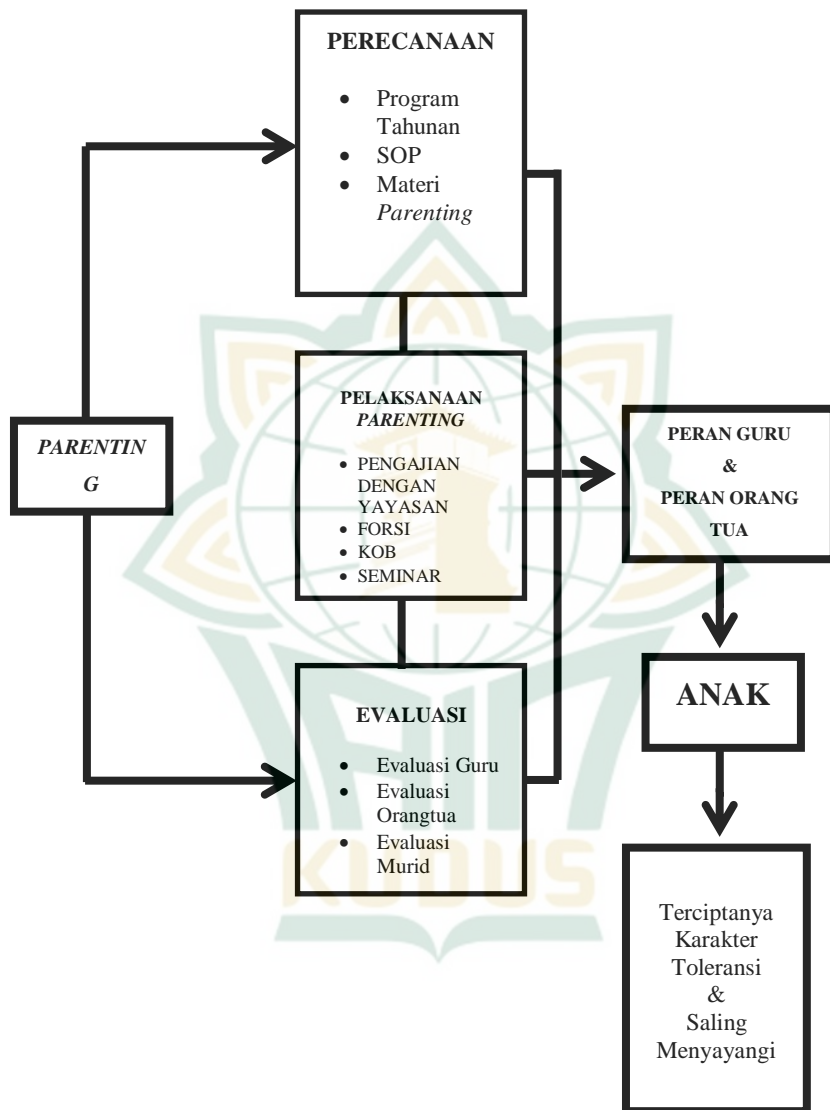 PERECANAAN
• Program
Tahunan
• SOP
• Materi
Parenting
PARENTIN
G
PELAKSANAAN
PARENTING
• PENGAJIAN
DENGAN
YAYASAN
• FORSI
• KOB
• SEMINAR
EVALUASI
• Evaluasi Guru
• Evaluasi
Orangtua
• Evaluasi
Murid
PERAN GURU
&
PERAN ORANG
TUA
ANAK
Terciptanya
Karakter
Toleransi
&
Saling
Menyayangi
IAIN
KUDUS